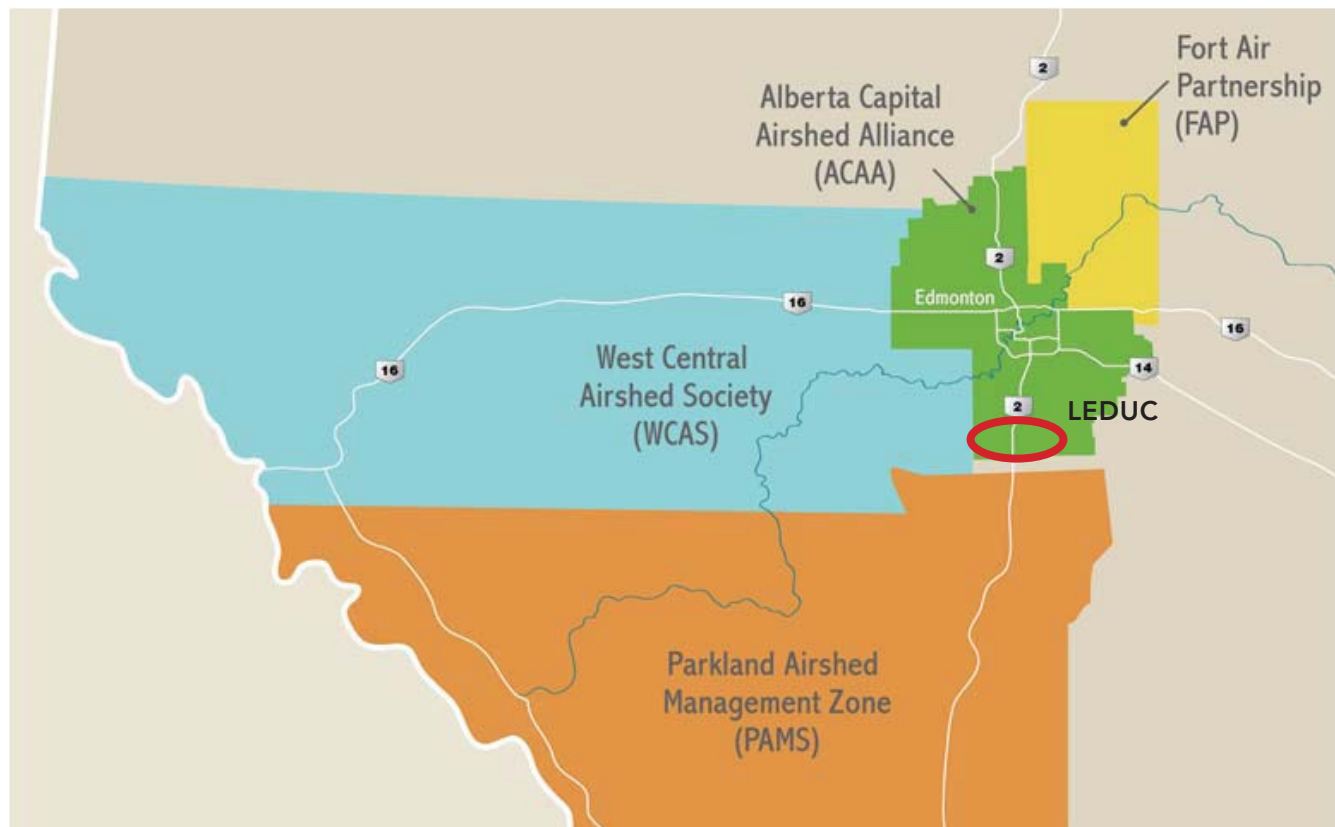 2
Fort Air
Partnership
(FAP)
Alberta Capital
Airshed Alliance
(ACAA)
2
Edmonton
16
16
West Central
Airshed Society
(WCAS)
16
14
2
LEDUC
Parkland Airshed
Management Zone
(PAMS)